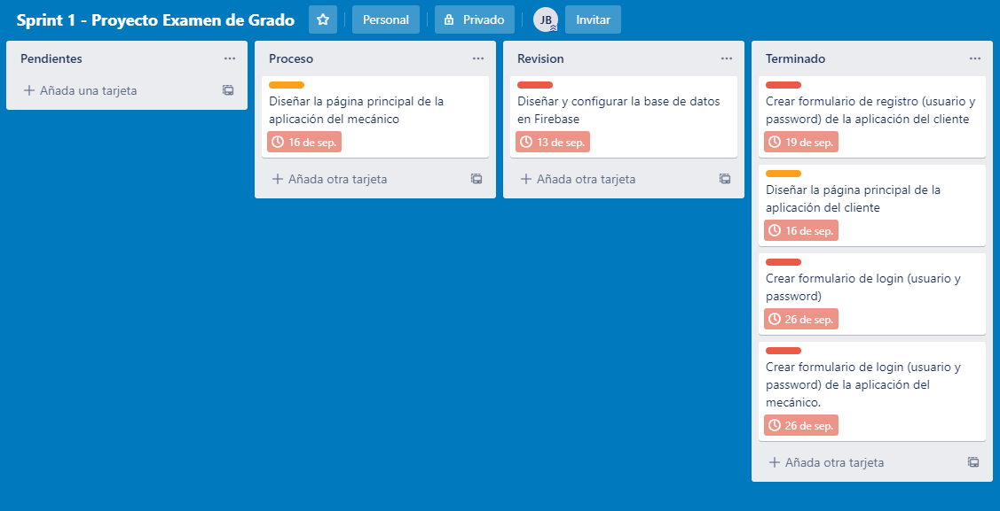 Sprint 1 - Proyecto Examen de Grado
Personal
Privado
JB
Invitar
Pendientes
Añada una tarjeta
Proceso
Diseñar la página principal de la
aplicación del mecánico
16 de sep.
Añada otra tarjeta
Revision
Diseñar y configurar la base de datos
en Firebase
13 de sep.
Añada otra tarjeta
Terminado
Crear formulario de registro (usuario y
password) de la aplicación del cliente
19 de sep.
Diseñar la página principal de la
aplicación del cliente
16 de sep.
Crear formulario de login (usuario y
password)
26 de sep.
Crear formulario de login (usuario y
password) de la aplicación del
mecánico.
26 de sep.
Añada otra tarjeta